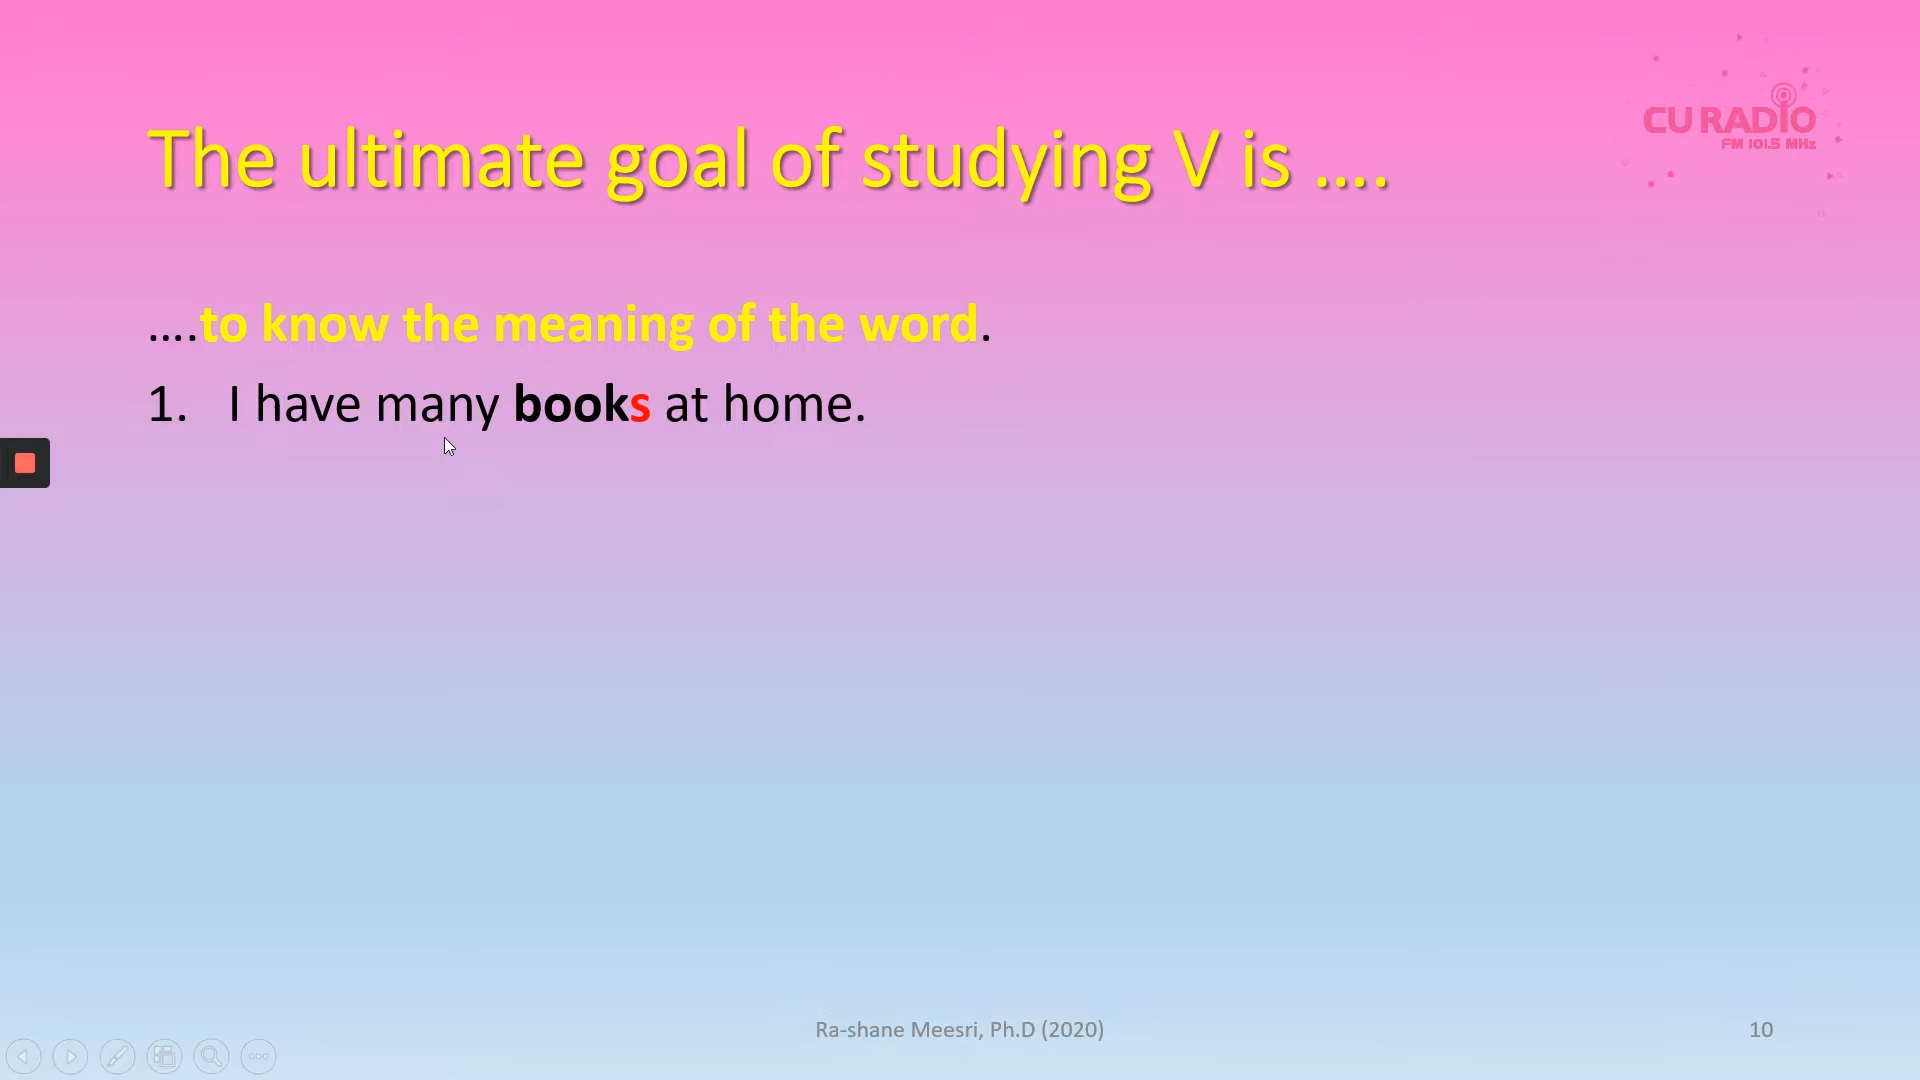 CU RADIO
FM 101.5 MHz
The ultimate goal of studying V is ….
….to know the meaning of the word.
1. I have many books at home.
Ra-shane Meesri, Ph.D (2020)
10